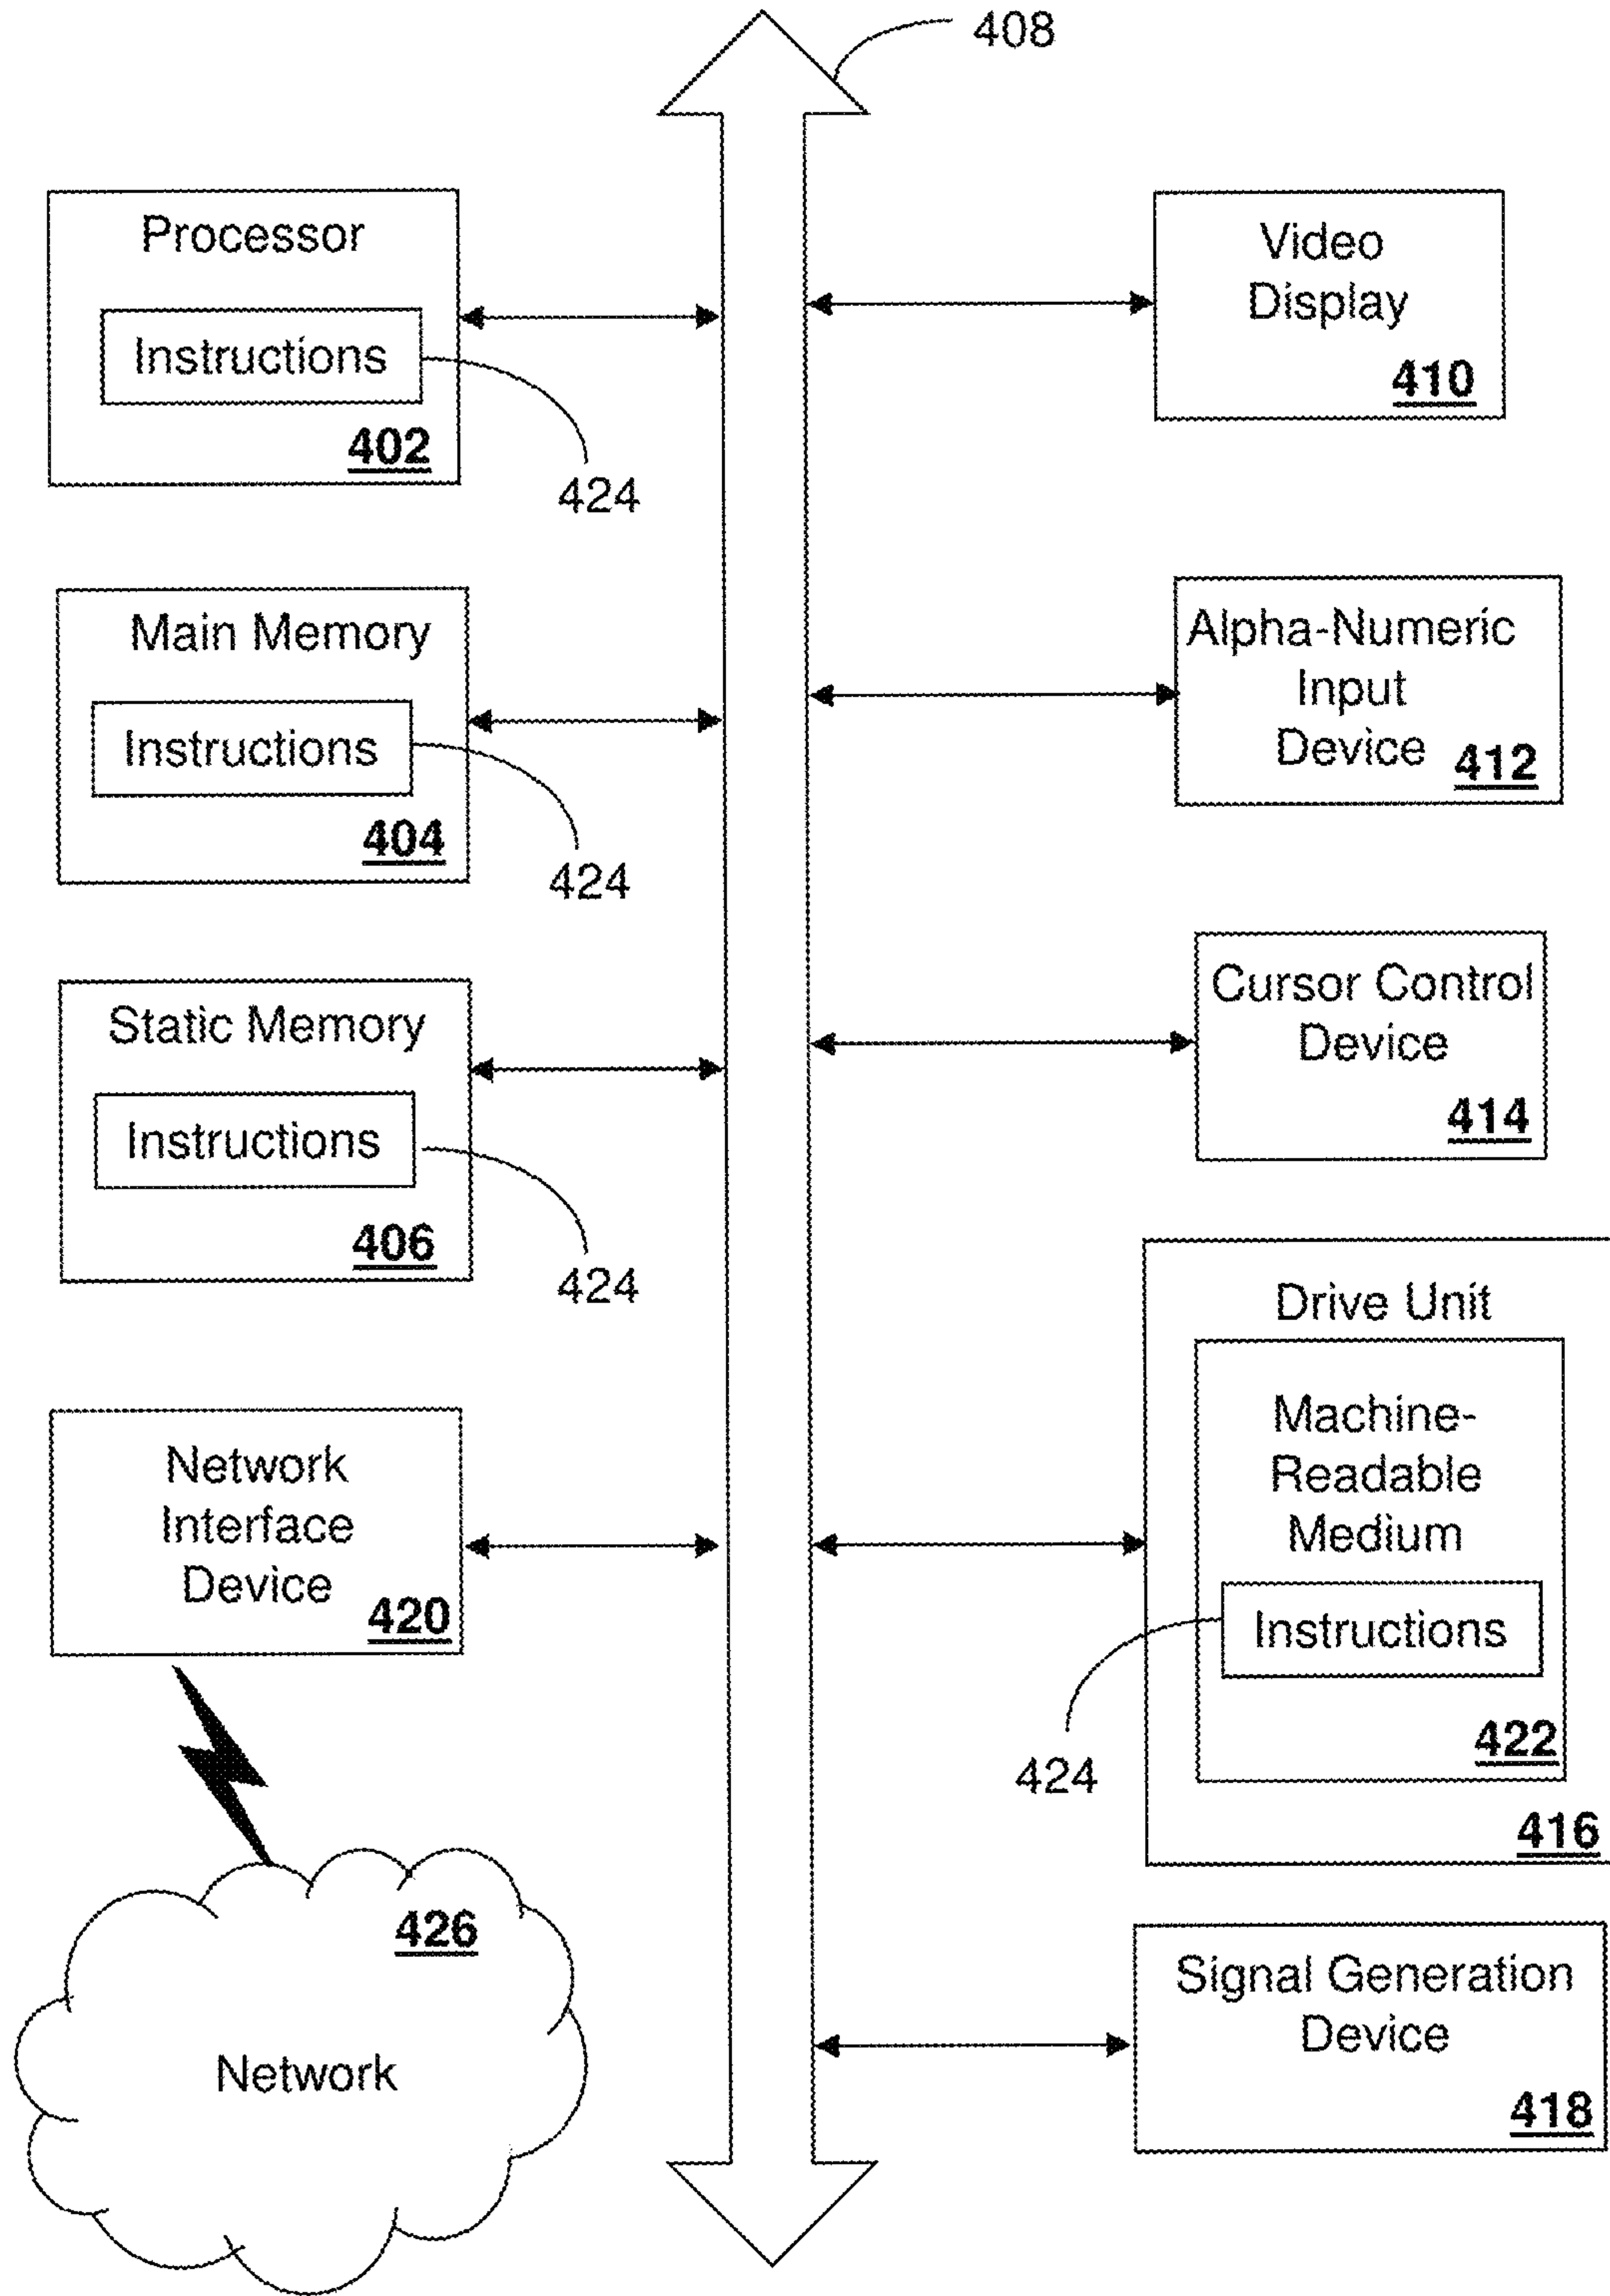 408
Processor
Instructions
402
424
Main Memory
Instructions
404
424
Static Memory
Instructions
406
424
Network
Interface
Device
420
426
Network
Video
Display
410
Alpha-Numeric
Input
Device
412
Cursor Control
Device
414
Drive Unit
Machine-
Readable
Medium
Instructions
424
422
416
Signal Generation
Device
418